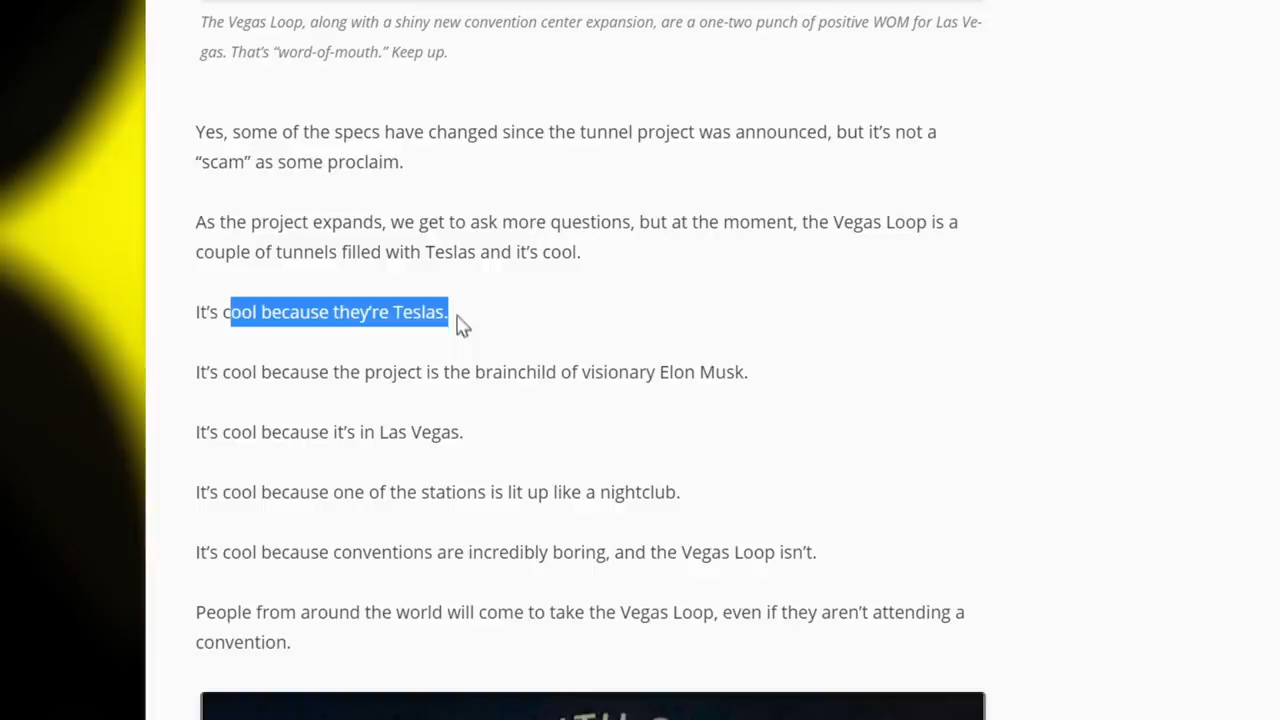 The Vegas Loop, along with a shiny new convention center expansion, are a one-two punch of positive WOM for Las Ve-
gas. That’s “word-of-mouth.” Keep up.
Yes, some of the specs have changed since the tunnel project was announced, but it’s not a
“scam” as some proclaim.
As the project expands, we get to ask more questions, but at the moment, the Vegas Loop is a
couple of tunnels filled with Teslas and it’s cool.
It’s cool because they’re Teslas.
It’s cool because the project is the brainchild of visionary Elon Musk.
It’s cool because it’s in Las Vegas.
It’s cool because one of the stations is lit up like a nightclub.
It’s cool because conventions are incredibly boring, and the Vegas Loop isn’t.
People from around the world will come to take the Vegas Loop, even if they aren’t attending a
convention.